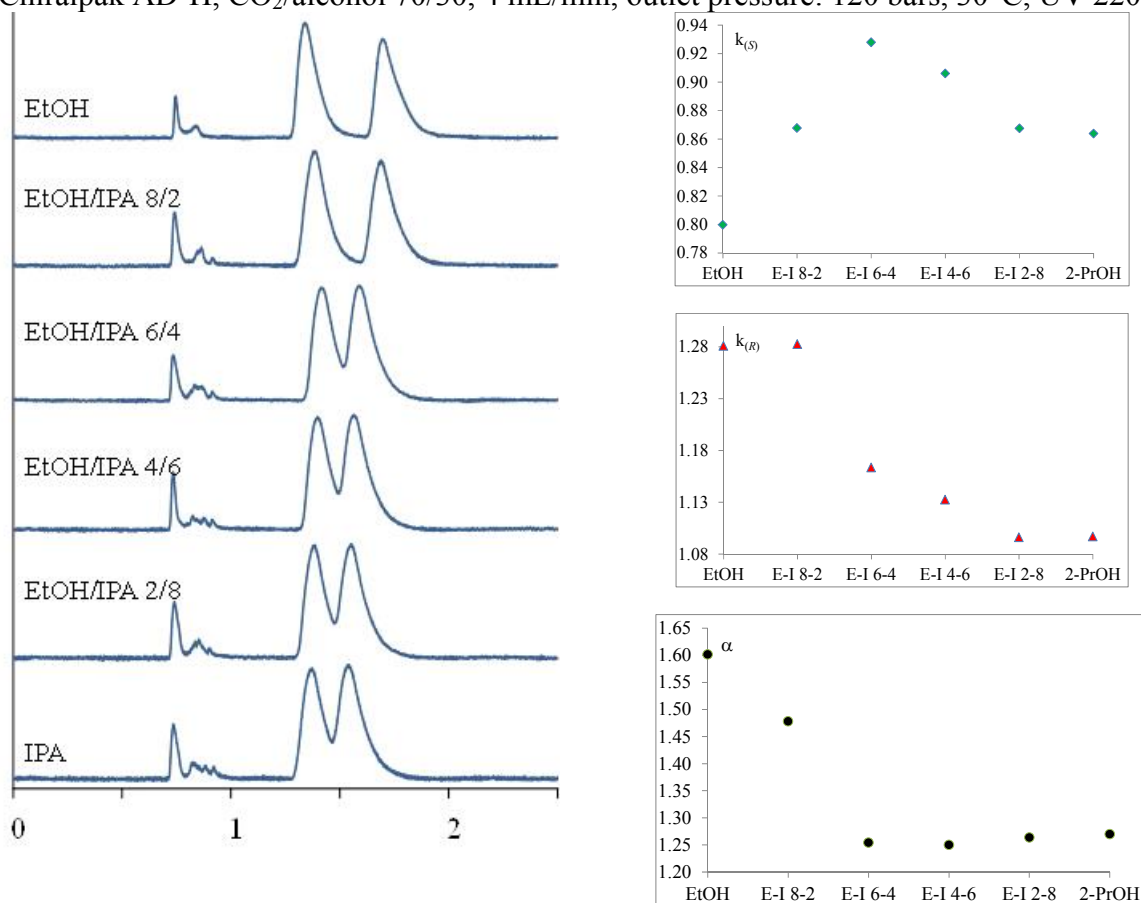 Chiralpak AD-H, CO2/alcohol 70/30, 4 mL/min, outlet pressure: 120 bars, 30°C, UV 220
EtOH
EtOH/IPA 8/2
EtOH/IPA 6/4
EtOH/IPA 4/6
EtOH/IPA 2/8
IPA
0 1 2
0.94
0.92
0.90
0.88
0.86
0.84
0.82
0.80
0.78
k(S)
EtOH E-I 8-2 E-I 6-4 E-I 4-6 E-I 2-8 2-PrOH
1.28
1.23
1.18
1.13
1.08
k(R)
EtOH E-I 8-2 E-I 6-4 E-I 4-6 E-I 2-8 2-PrOH
1.65
1.60
1.55
1.50
1.45
1.40
1.35
1.30
1.25
1.20
α
EtOH E-I 8-2 E-I 6-4 E-I 4-6 E-I 2-8 2-PrOH